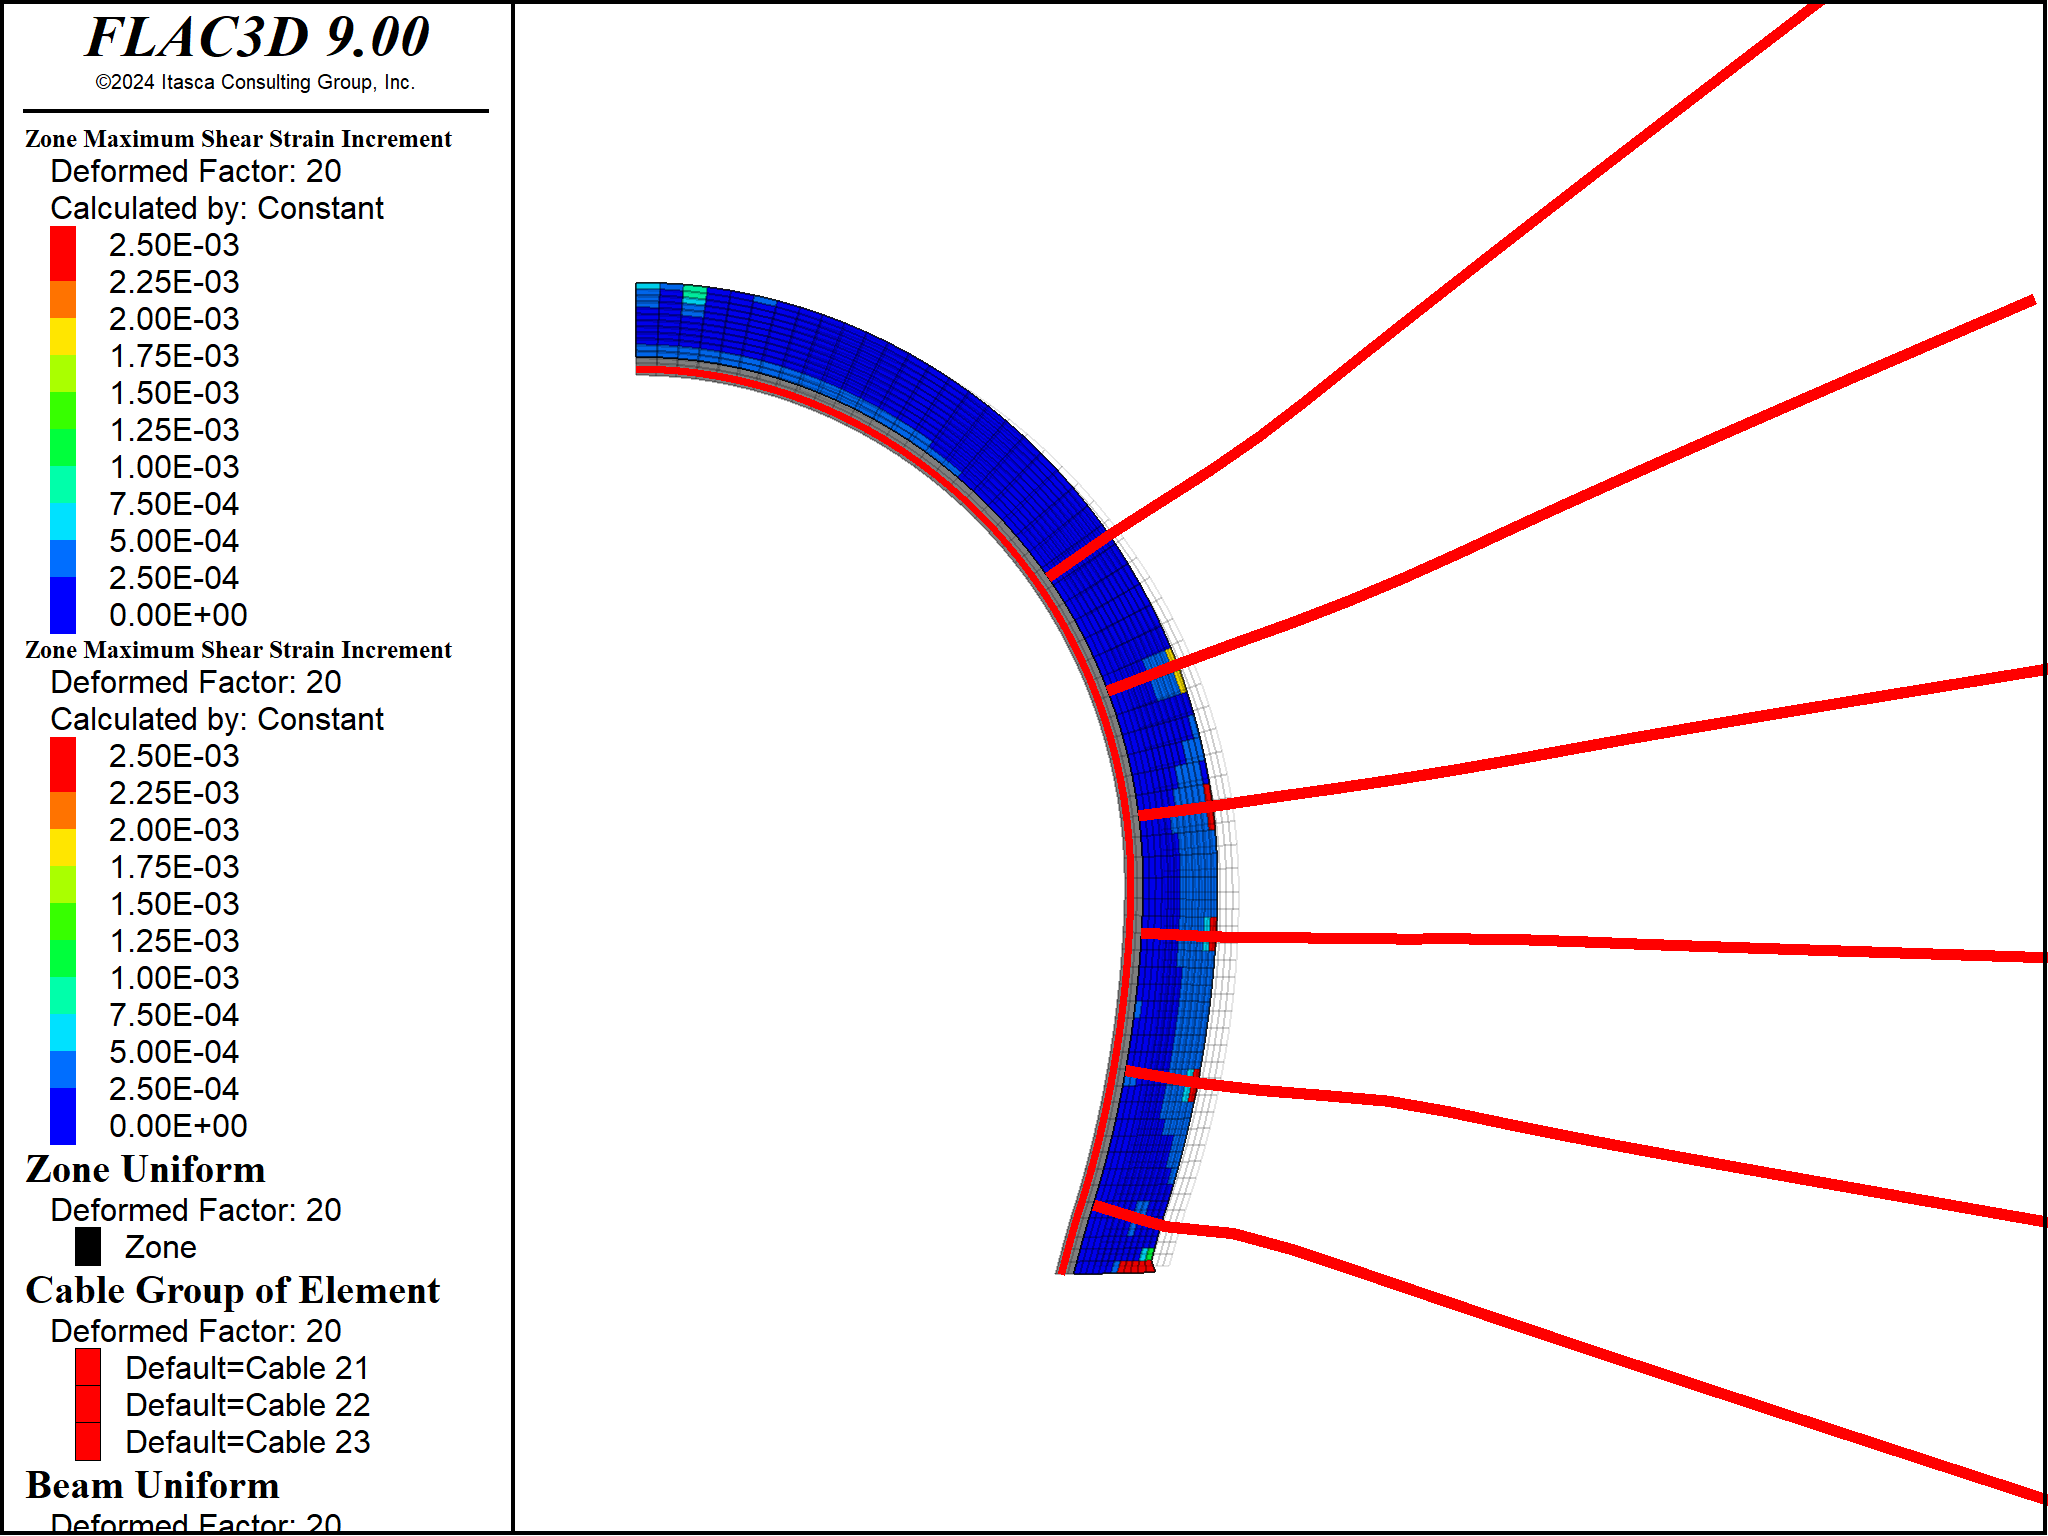 FLAC3D 9.00
©2024 Itasca Consulting Group, Inc.
Zone Maximum Shear Strain Increment
Deformed Factor: 20
Calculated by: Constant
2.50E-03
2.25E-03
2.00E-03
1.75E-03
1.50E-03
1.25E-03
1.00E-03
7.50E-04
5.00E-04
2.50E-04
0.00E+00
Zone Maximum Shear Strain Increment
Deformed Factor: 20
Calculated by: Constant
2.50E-03
2.25E-03
2.00E-03
1.75E-03
1.50E-03
1.25E-03
1.00E-03
7.50E-04
5.00E-04
2.50E-04
0.00E+00
Zone Uniform
Deformed Factor: 20
Zone
Cable Group of Element
Deformed Factor: 20
Default=Cable 21
Default=Cable 22
Default=Cable 23
Beam Uniform
Deformed Factor: 20